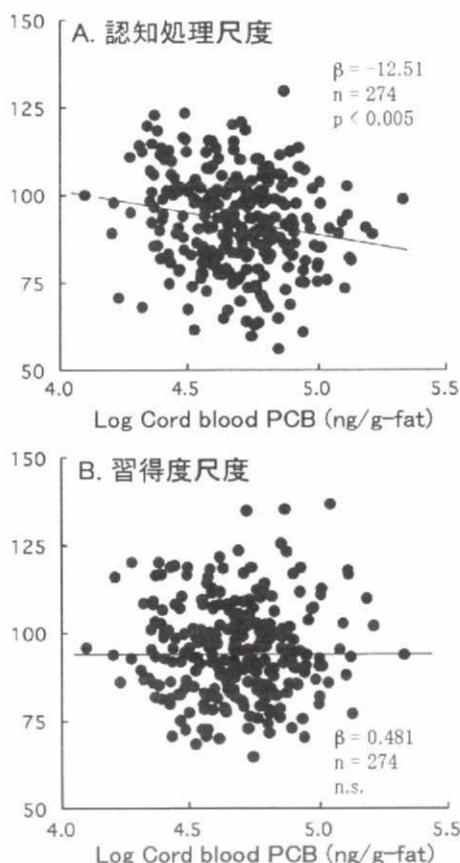 A. 認知処理尺度
β = -12.51
n = 274
p < 0.005
150
125
100
75
50
4.0 4.5 5.0 5.5
Log Cord blood PCB (ng/g-fat)
B. 習得度尺度
150
125
100
75
50
β = 0.481
n = 274
n.s.
4.0 4.5 5.0 5.5
Log Cord blood PCB (ng/g-fat)